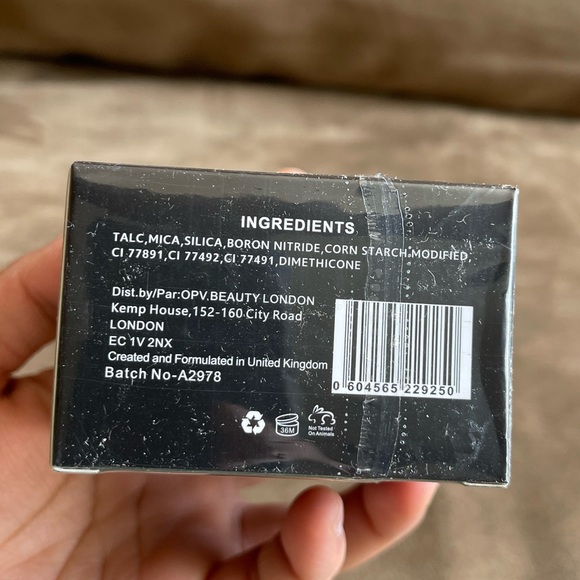 INGREDIENTS
TALC,MICA,SILICA,BORON NITRIDE,CORN STARCH MODIFIED,
CI 77891,CI 77492,CI 77491,DIMETHICONE
Dist.by/Par:OPV.BEAUTY LONDON
Kemp House,152-160 City Road
LONDON
EC 1V 2NX
Created and Formulated in United Kingdom
Batch No-A2978
0 604565 229250
36M
Not Tested
On Animals